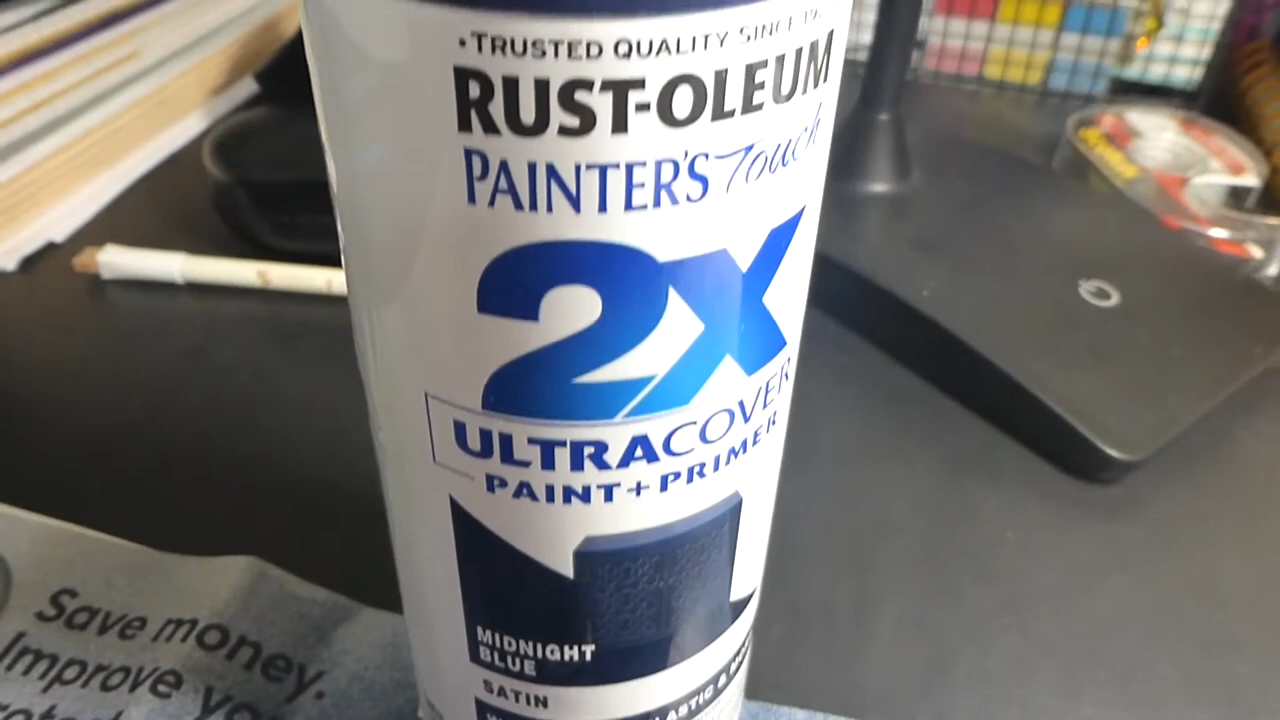 •TRUSTED QUALITY SINCE
RUST-OLEUM
PAINTER'S Touch
2X
ULTRACOVER
PAINT+PRIMER
MIDNIGHT
BLUE
SATIN
Save money.
Improve